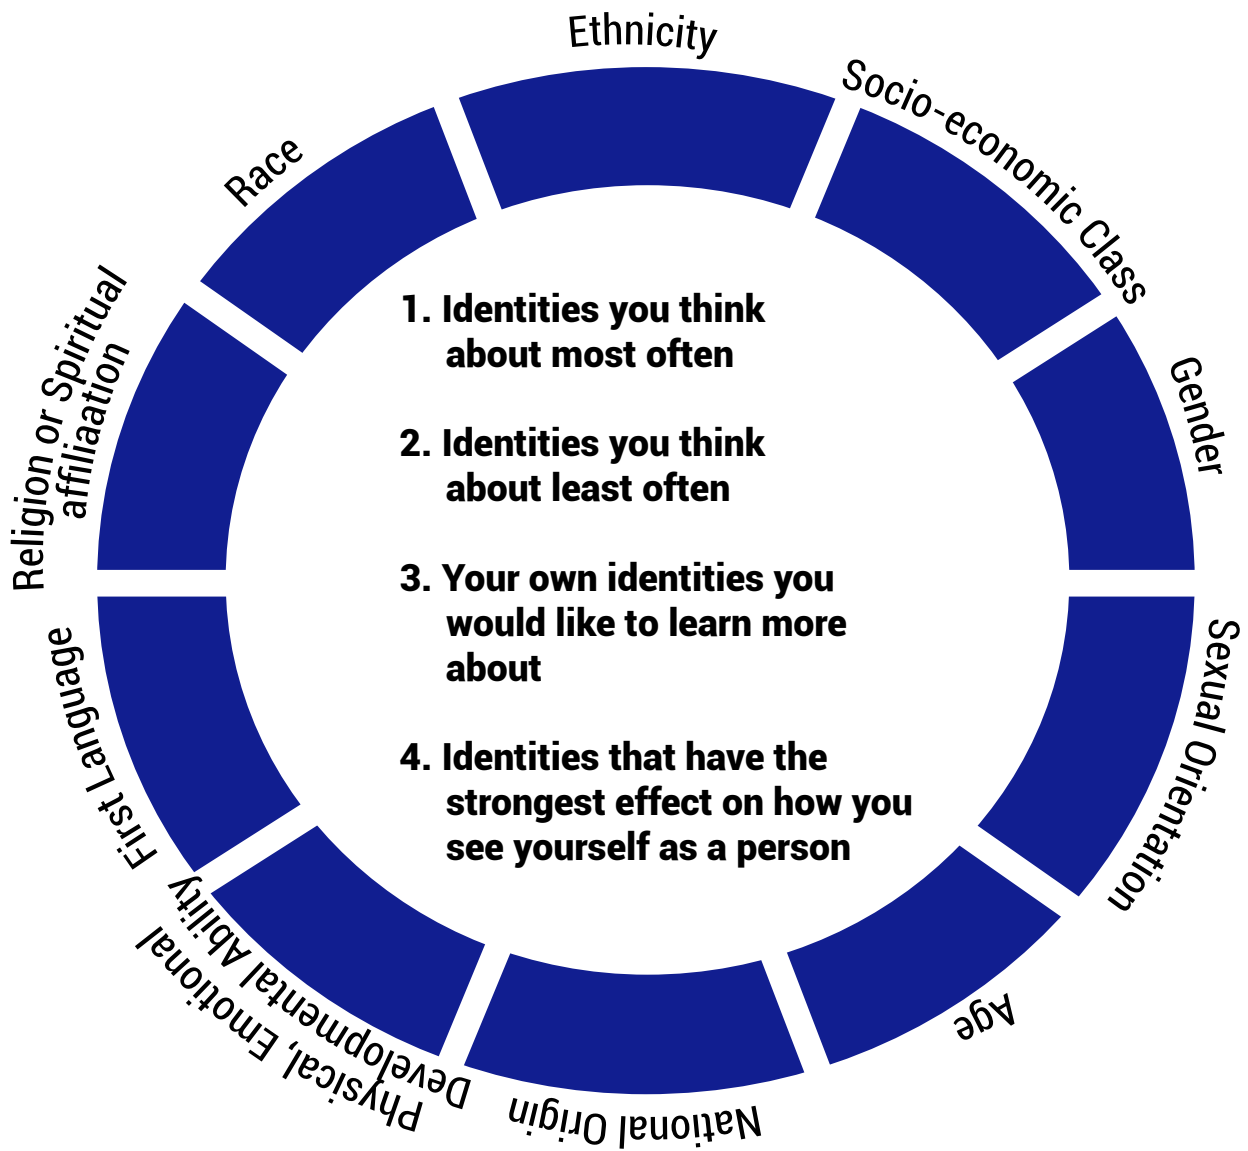 Ethnicity
Socio-economic Class
Gender
Sexual Orientation
Age
National Origin
Physical, Emotional
Developmental Ability
First Language
Religion or Spiritual
affiliaation
Race
1. Identities you think
about most often
2. Identities you think
about least often
3. Your own identities you
would like to learn more
about
4. Identities that have the
strongest effect on how you
see yourself as a person